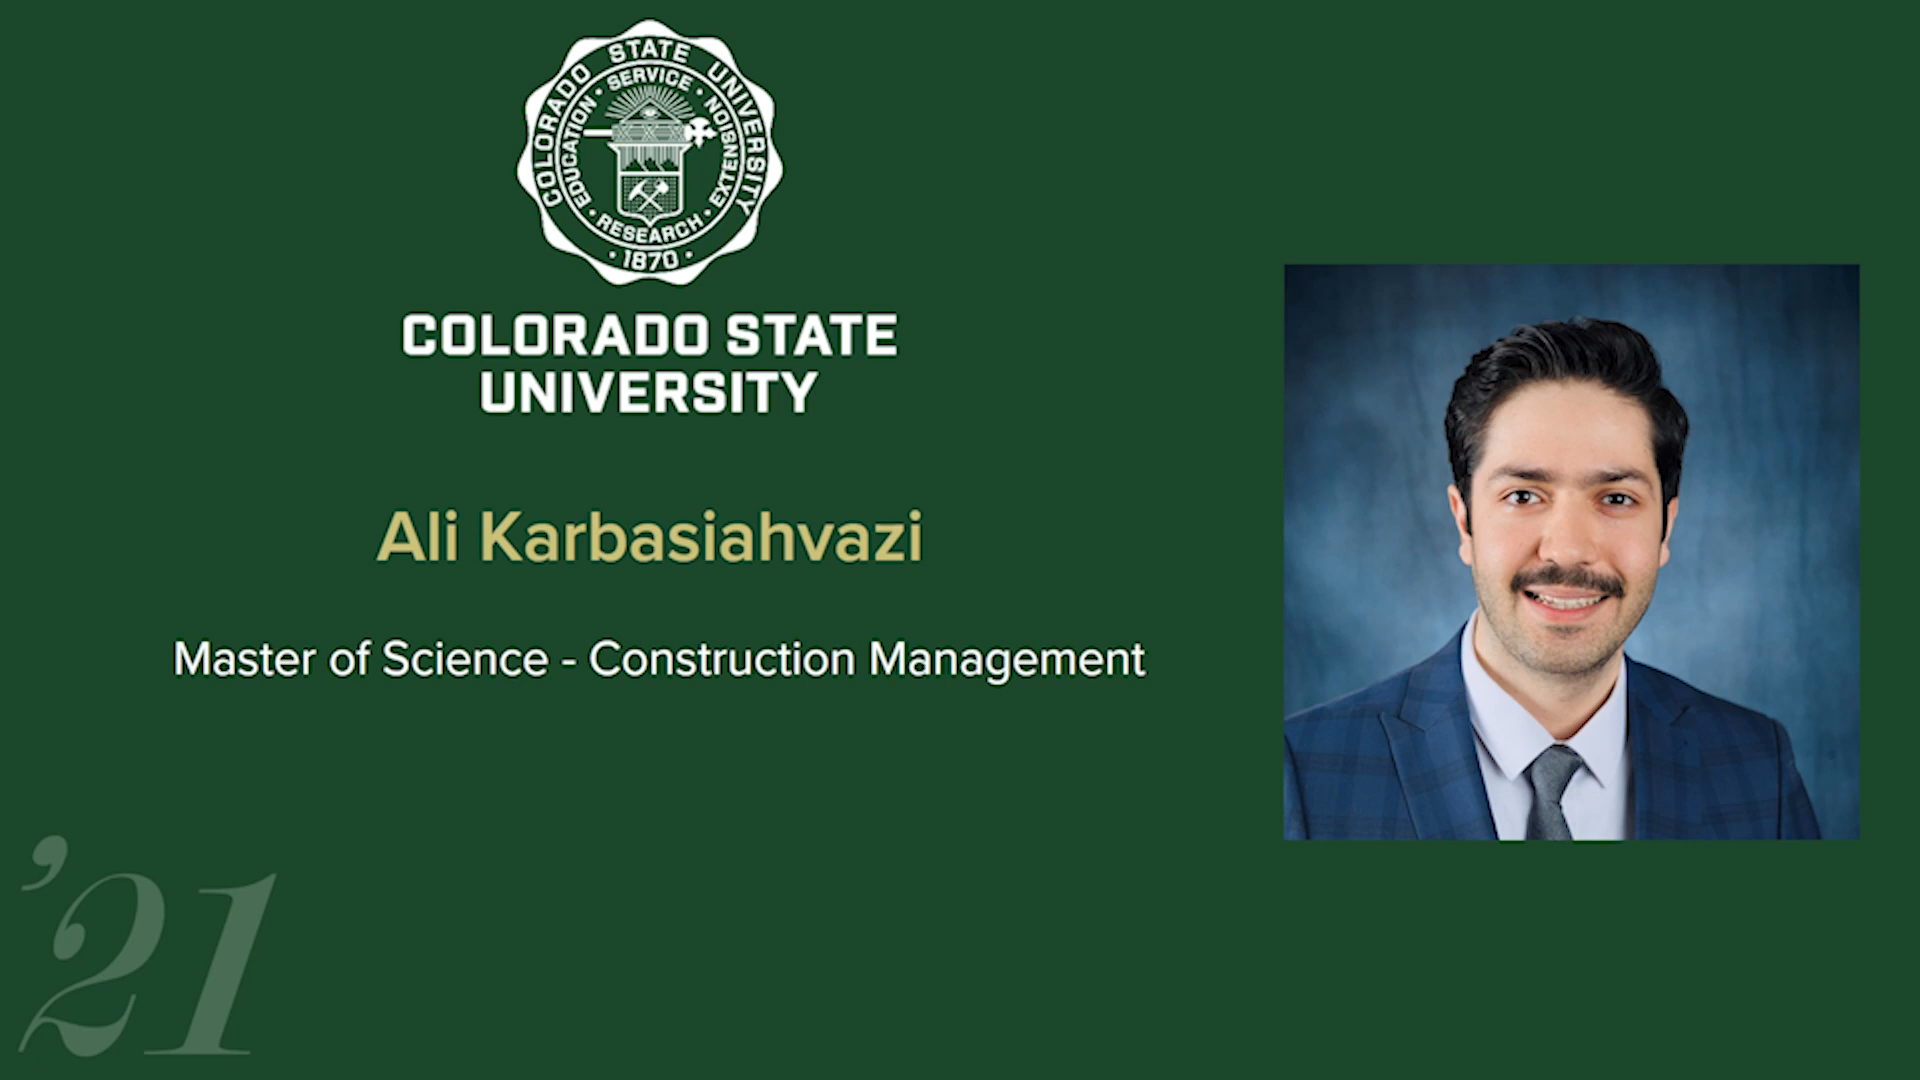 COLORADO STATE UNIVERSITY
EDUCATION • SERVICE • EXTENSION • RESEARCH
• 1870 •
COLORADO STATE
UNIVERSITY
Ali Karbasiahvazi
Master of Science - Construction Management
’21